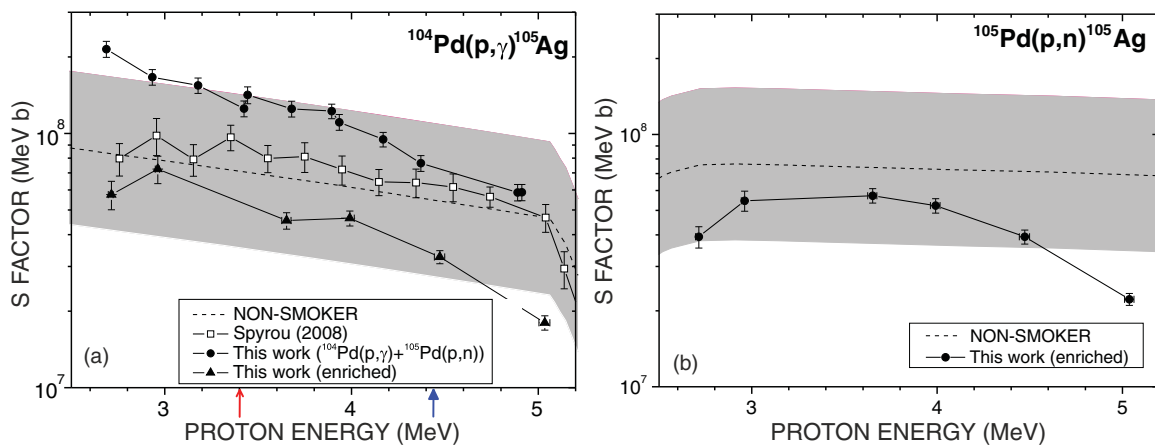 ¹⁰⁴Pd(p,γ)¹⁰⁵Ag
S FACTOR (MeV b)
10⁸
10⁷
NON-SMOKER
Spyrou (2008)
This work (¹⁰⁴Pd(p,γ)+¹⁰⁵Pd(p,n))
This work (enriched)
(a)
3 4 5
PROTON ENERGY (MeV)
¹⁰⁵Pd(p,n)¹⁰⁵Ag
S FACTOR (MeV b)
10⁸
10⁷
NON-SMOKER
This work (enriched)
(b)
3 4 5
PROTON ENERGY (MeV)